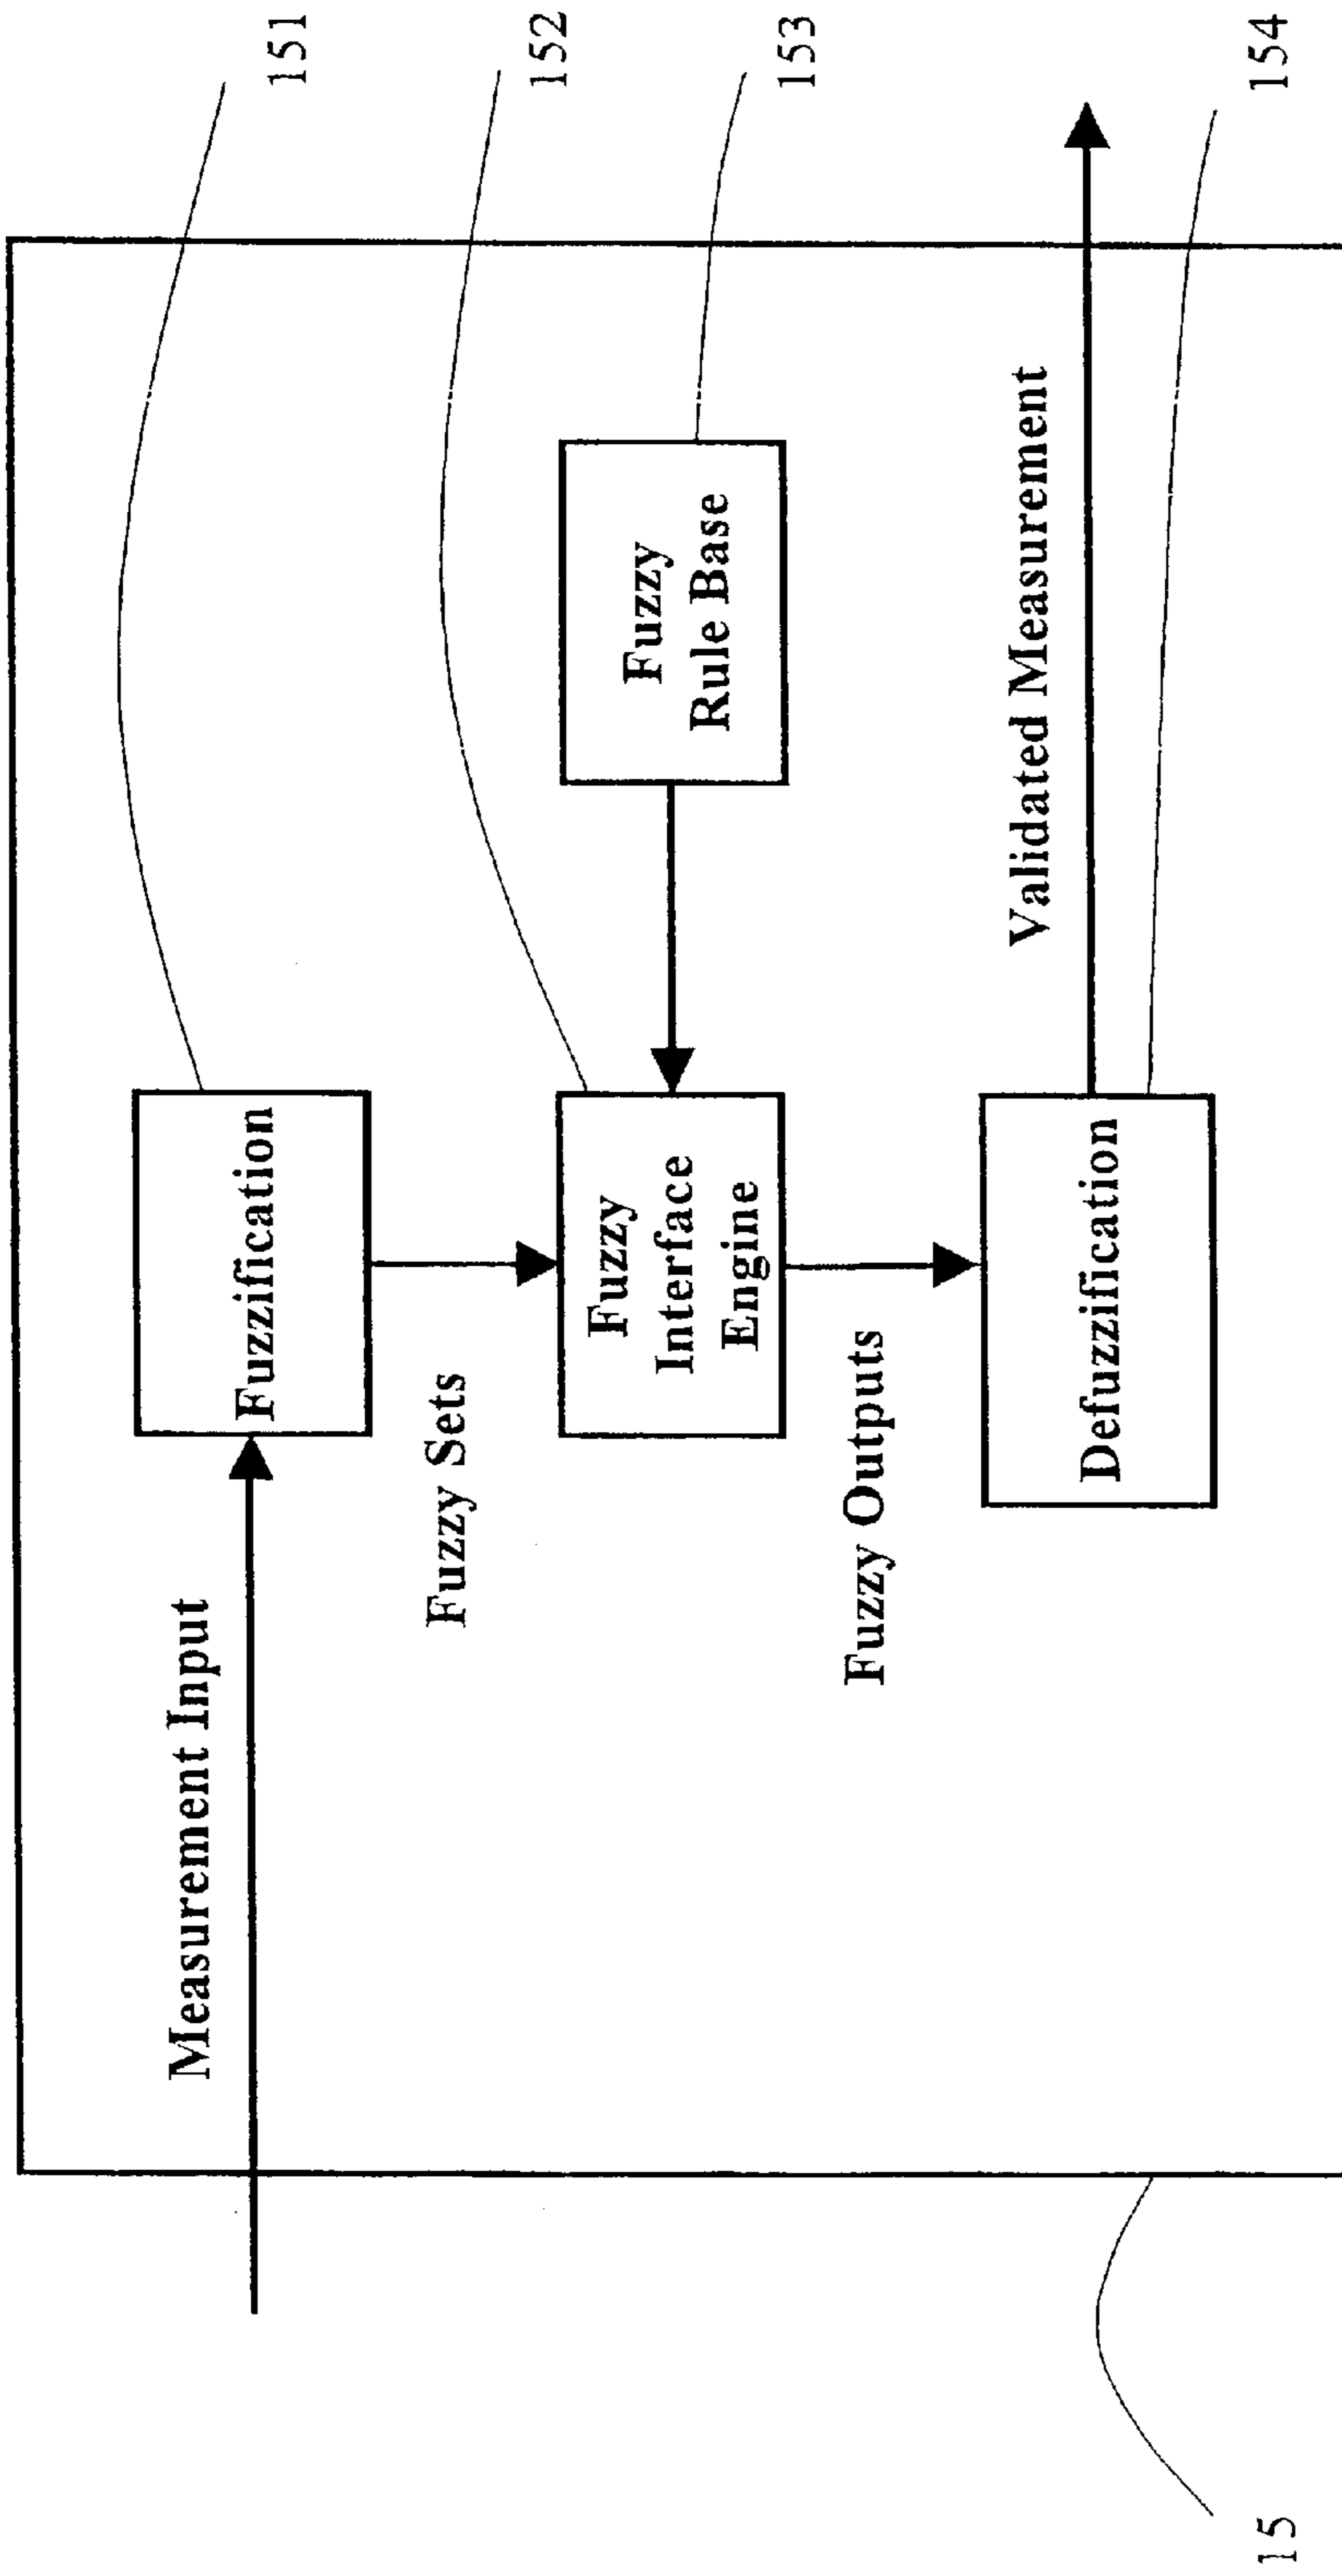 151
152
153
154
Measurement Input
Fuzzification
Fuzzy Sets
Fuzzy
Interface
Engine
Fuzzy
Rule Base
Fuzzy Outputs
Validated Measurement
Defuzzification
15